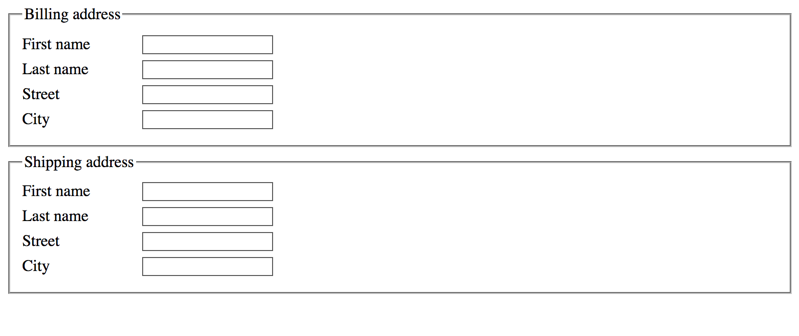 Billing address
First name
Last name
Street
City
Shipping address
First name
Last name
Street
City